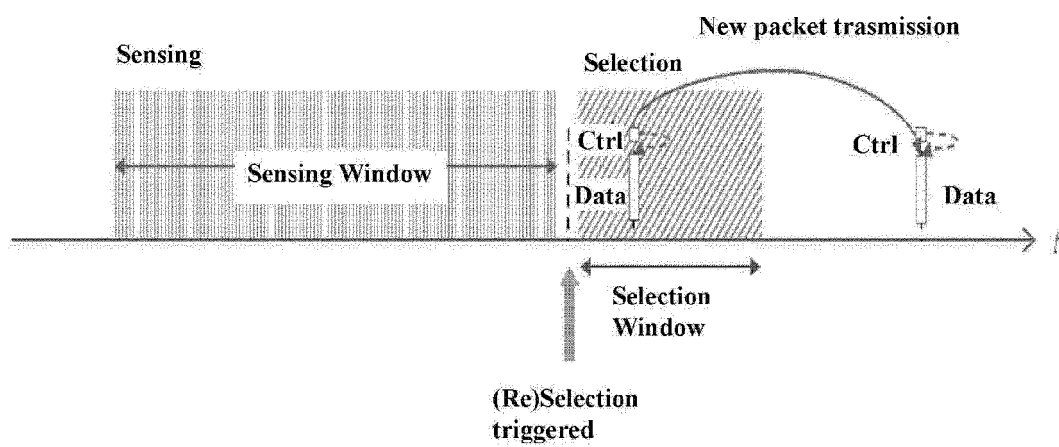 New packet trasmission
Sensing
Selection
Ctrl
Ctrl
Sensing Window
Data
Data
t
Selection
Window
(Re)Selection
triggered